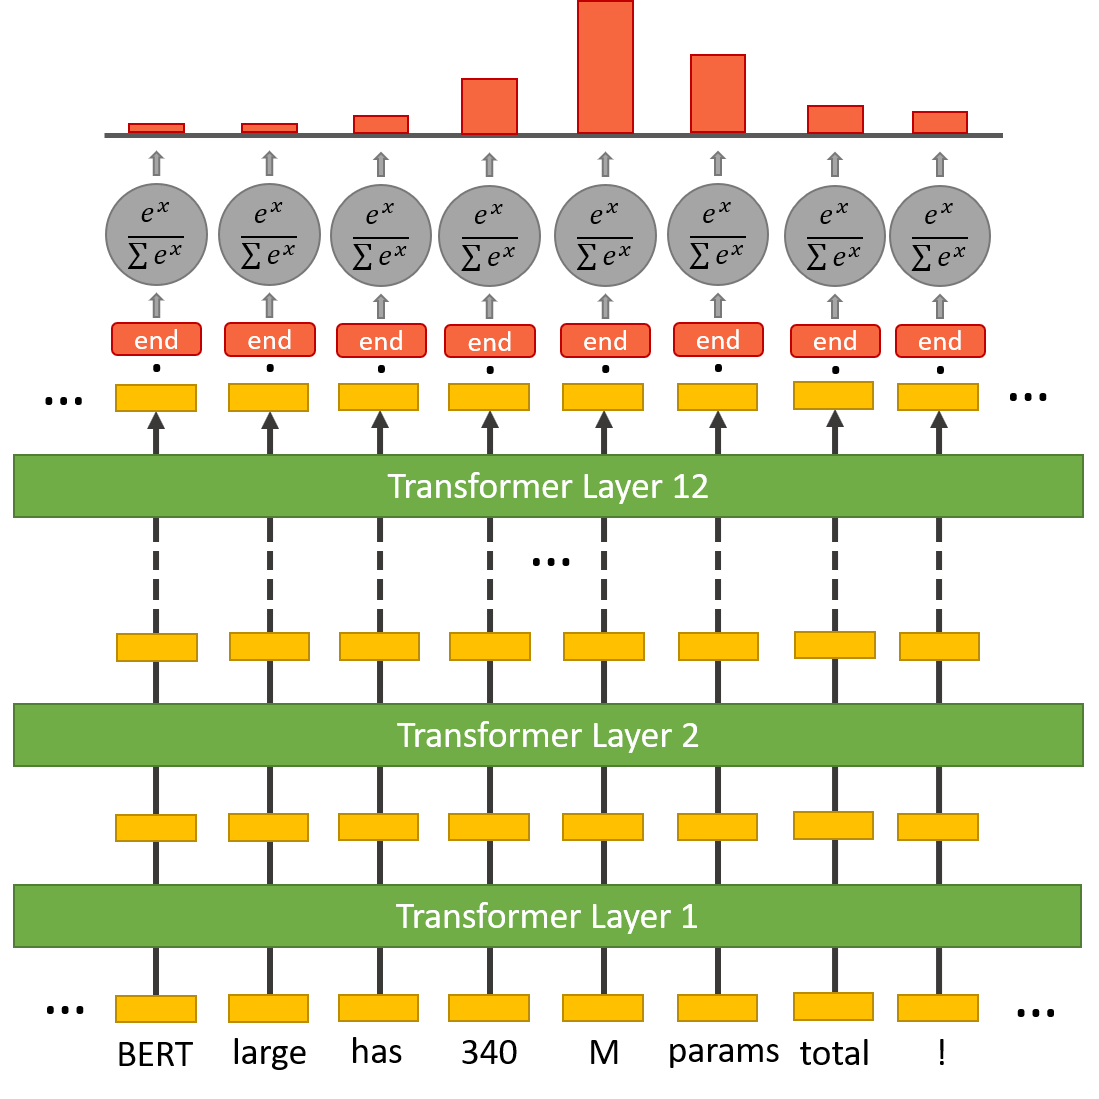 e^x e^x e^x e^x e^x e^x e^x e^x
∑ e^x ∑ e^x ∑ e^x ∑ e^x ∑ e^x ∑ e^x ∑ e^x ∑ e^x
end end end end end end end end
... ...
Transformer Layer 12
...
Transformer Layer 2
Transformer Layer 1
... ...
BERT large has 340 M params total !